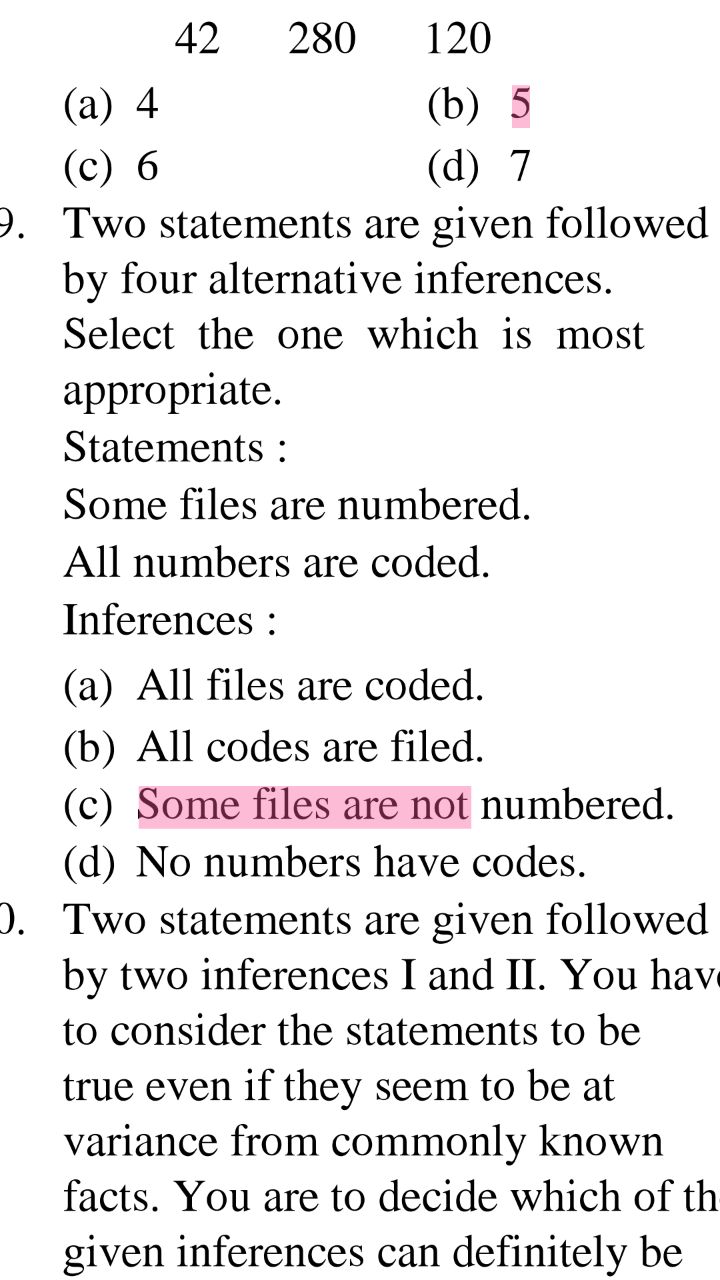 42 280 120
(a) 4 (b) 5
(c) 6 (d) 7
9. Two statements are given followed
by four alternative inferences.
Select the one which is most
appropriate.
Statements :
Some files are numbered.
All numbers are coded.
Inferences :
(a) All files are coded.
(b) All codes are filed.
(c) Some files are not numbered.
(d) No numbers have codes.
0. Two statements are given followed
by two inferences I and II. You have
to consider the statements to be
true even if they seem to be at
variance from commonly known
facts. You are to decide which of
given inferences can definitely be